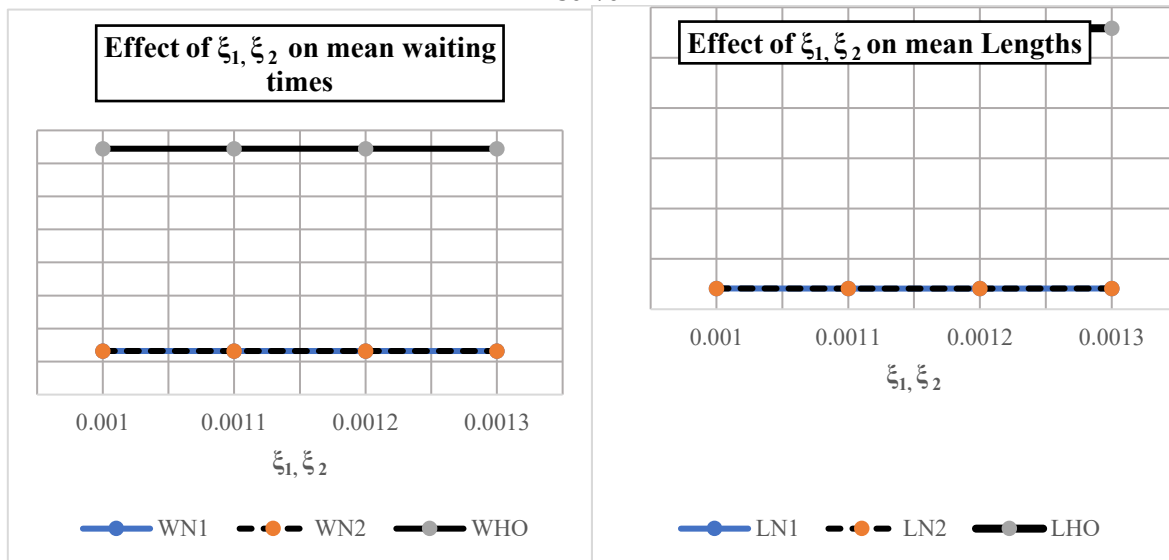 Effect of ξ1, ξ2 on mean waiting
times
0.001 0.0011 0.0012 0.0013
ξ1, ξ2
WN1 WN2 WHO
Effect of ξ1, ξ2 on mean Lengths
0.001 0.0011 0.0012 0.0013
ξ1, ξ2
LN1 LN2 LHO